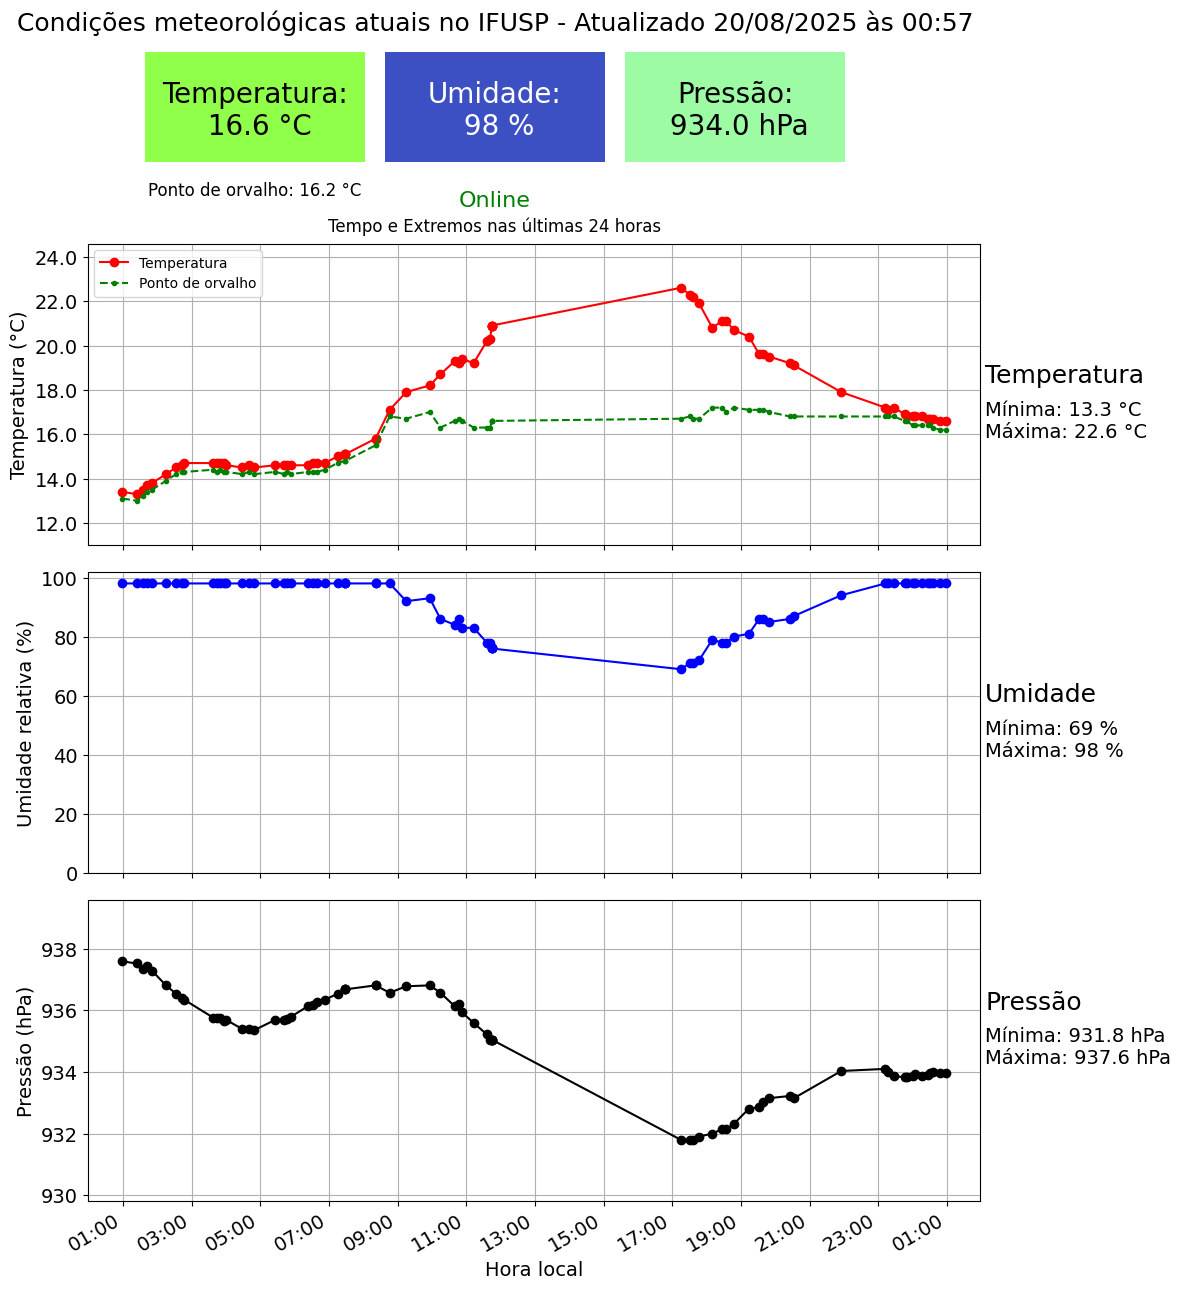 Condições meteorológicas atuais no IFUSP - Atualizado 20/08/2025 às 00:57
Temperatura:
16.6 °C
Umidade:
98 %
Pressão:
934.0 hPa
Ponto de orvalho: 16.2 °C
Online
Tempo e Extremos nas últimas 24 horas
Temperatura (°C)
24.0
22.0
20.0
18.0
16.0
14.0
12.0
Temperatura
Ponto de orvalho
Temperatura
Mínima: 13.3 °C
Máxima: 22.6 °C
Umidade relativa (%)
100
80
60
40
20
0
Umidade
Mínima: 69 %
Máxima: 98 %
Pressão (hPa)
938
936
934
932
930
Pressão
Mínima: 931.8 hPa
Máxima: 937.6 hPa
01:00
03:00
05:00
07:00
09:00
11:00
13:00
15:00
17:00
19:00
21:00
23:00
01:00
Hora local